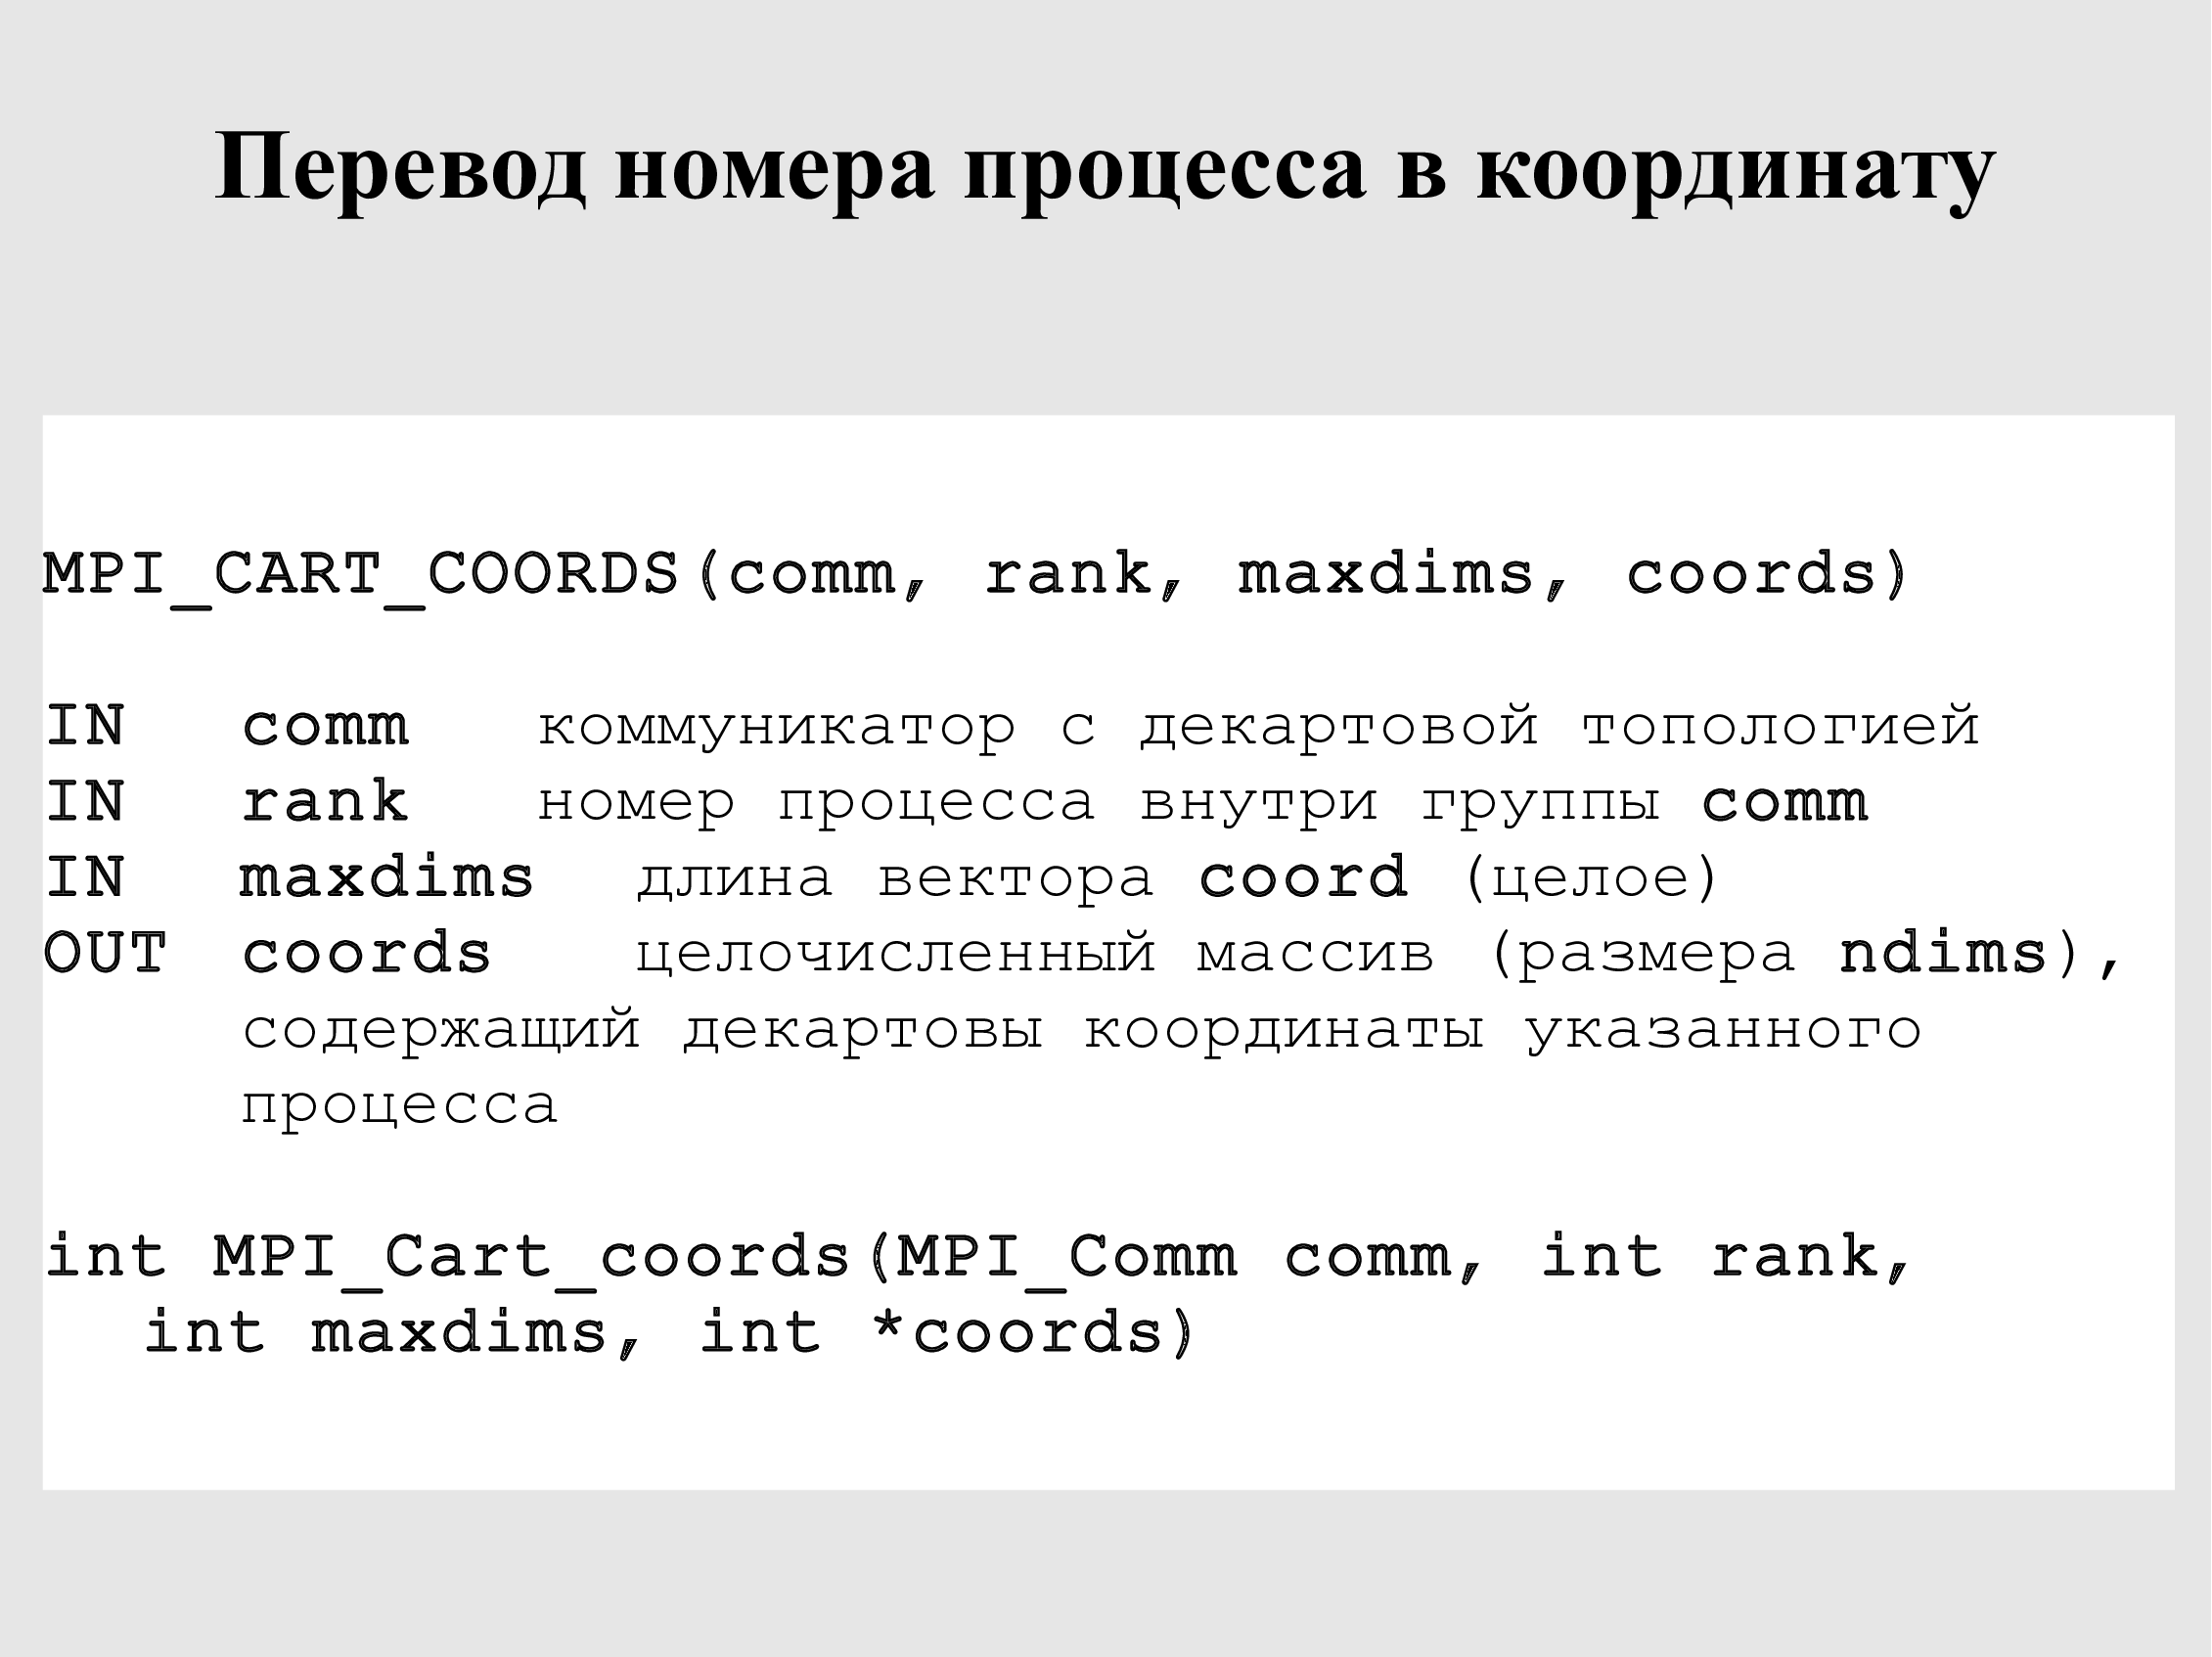 Перевод номера процесса в координату
MPI_CART_COORDS(comm, rank, maxdims, coords)
IN comm коммуникатор с декартовой топологией
IN rank номер процесса внутри группы comm
IN maxdims длина вектора coord (целое)
OUT coords целочисленный массив (размера ndims),
содержащий декартовы координаты указанного
процесса
int MPI_Cart_coords(MPI_Comm comm, int rank,
int maxdims, int *coords)